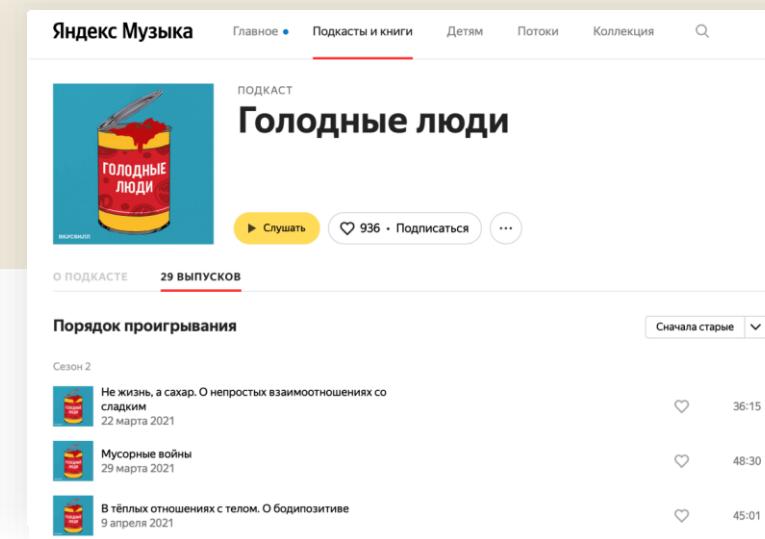 Яндекс Музыка
Главное Подкасты и книги Детям Потоки Коллекция
ПОДКАСТ
Голодные люди
ГОЛОДНЫЕ
ЛЮДИ
ВКУСВИЛЛ
Слушать 936 · Подписаться ...
О ПОДКАСТЕ 29 ВЫПУСКОВ
Порядок проигрывания Сначала старые
Сезон 2
Не жизнь, а сахар. О непростых взаимоотношениях со
сладким
22 марта 2021
36:15
Мусорные войны
29 марта 2021
48:30
В тёплых отношениях с телом. О бодипозитиве
9 апреля 2021
45:01